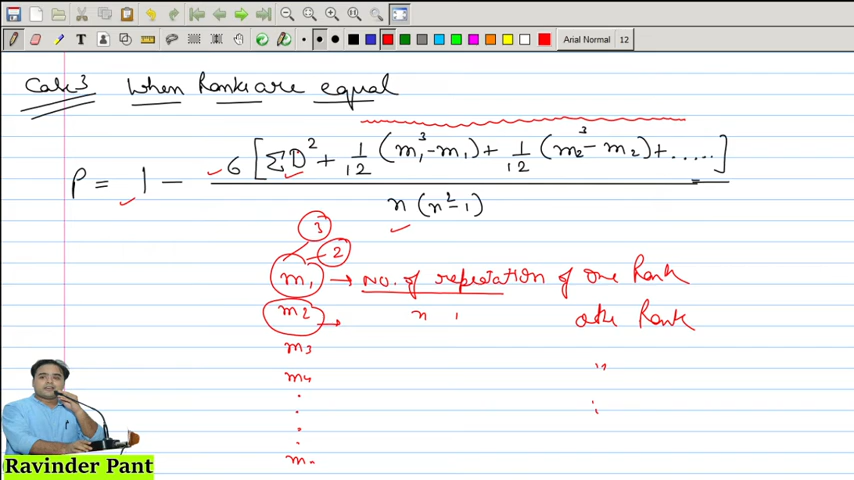 Arial Normal 12
Case 3 When Ranks are equal
P = 1 - 6 [ΣD² + 1/12 (m₁³ - m₁) + 1/12 (m₂³ - m₂) + .....] / n (n² - 1)
3
2
m₁ → NO. of repetation of one Rank
m₂ → " " other Rank
m₃
m₄ "
Ravinder Pant